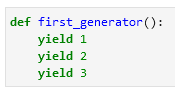 def first_generator():
    yield 1
    yield 2
    yield 3